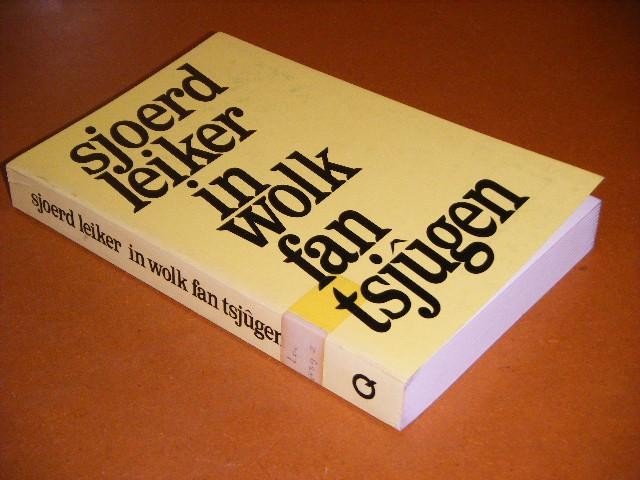 sjoerd
leiker
in
wolk
fan
tsjûgen
sjoerd leiker in wolk fan tsjûgen
Q